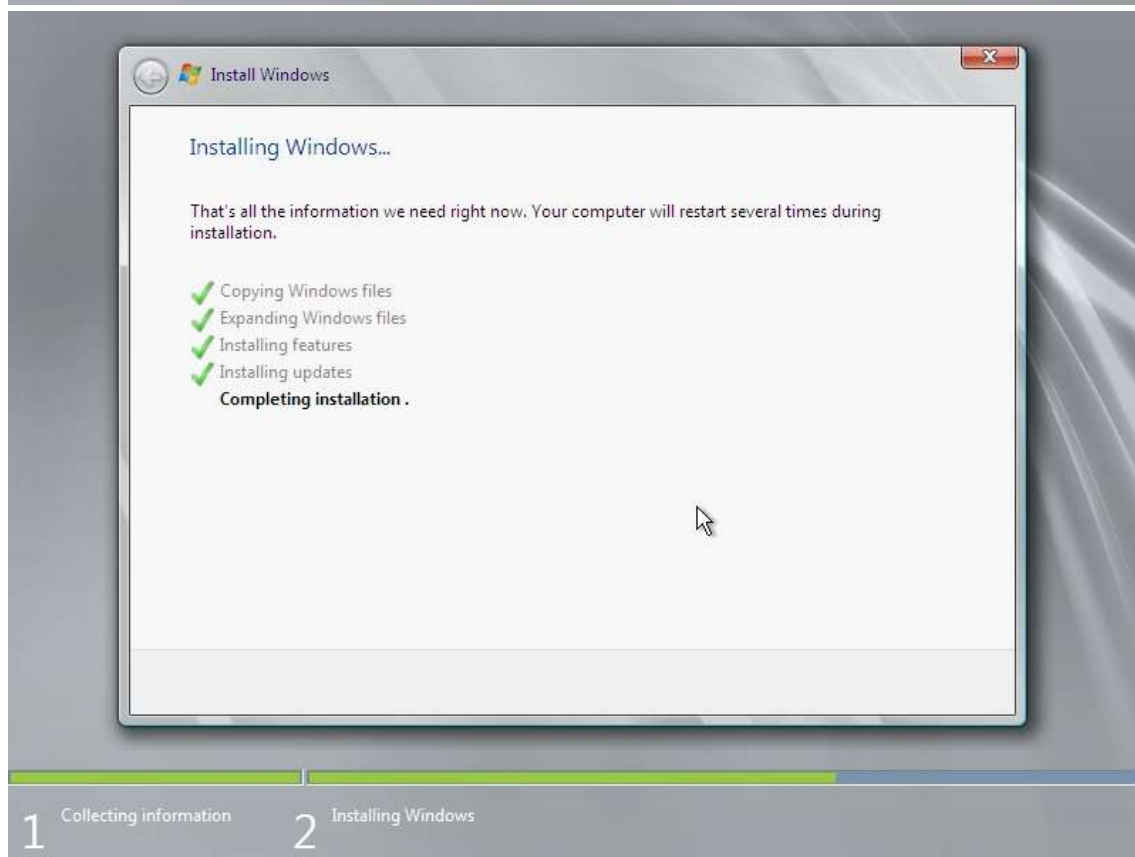 Install Windows
Installing Windows...
That's all the information we need right now. Your computer will restart several times during
installation.
Copying Windows files
Expanding Windows files
Installing features
Installing updates
Completing installation .
1 Collecting information 2 Installing Windows